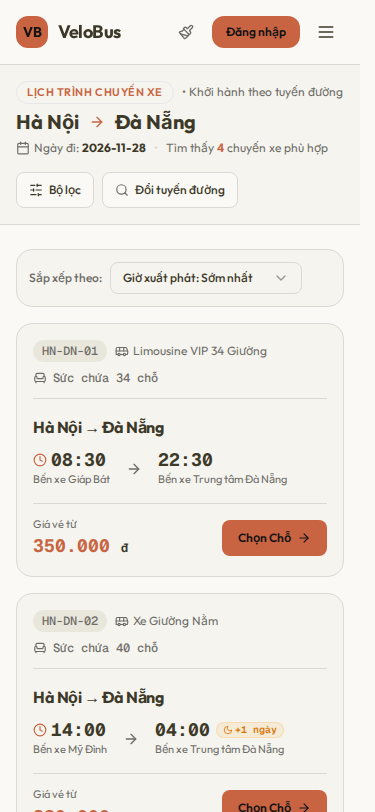 VB VeloBus Đăng nhập
LỊCH TRÌNH CHUYẾN XE • Khởi hành theo tuyến đường
Hà Nội → Đà Nẵng
Ngày đi: 2026-11-28 · Tìm thấy 4 chuyến xe phù hợp
Bộ lọc Đổi tuyến đường
Sắp xếp theo: Giờ xuất phát: Sớm nhất
HN-DN-01 Limousine VIP 34 Giường
Sức chứa 34 chỗ
Hà Nội → Đà Nẵng
08:30 → 22:30
Bến xe Giáp Bát Bến xe Trung tâm Đà Nẵng
Giá vé từ
350.000 đ Chọn Chỗ →
HN-DN-02 Xe Giường Nằm
Sức chứa 40 chỗ
Hà Nội → Đà Nẵng
14:00 → 04:00 +1 ngày
Bến xe Mỹ Đình Bến xe Trung tâm Đà Nẵng
Giá vé từ
Chọn Chỗ →